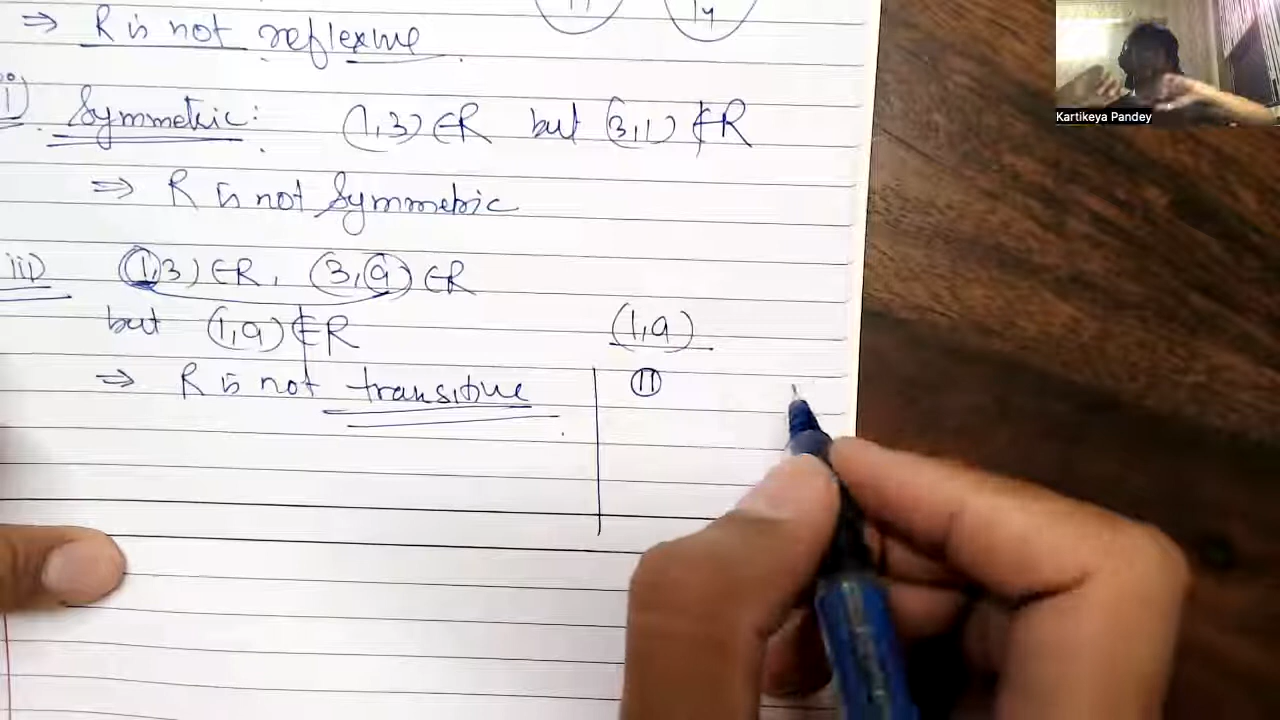 14
⇒ R is not reflexive
ii) Symmetric: (1,3) ∈ R but (3,1) ∉ R
⇒ R is not Symmetric
iii) (1,3) ∈ R, (3,9) ∈ R
but (1,9) ∉ R
⇒ R is not transitive
(1,9)
11
Kartikeya Pandey